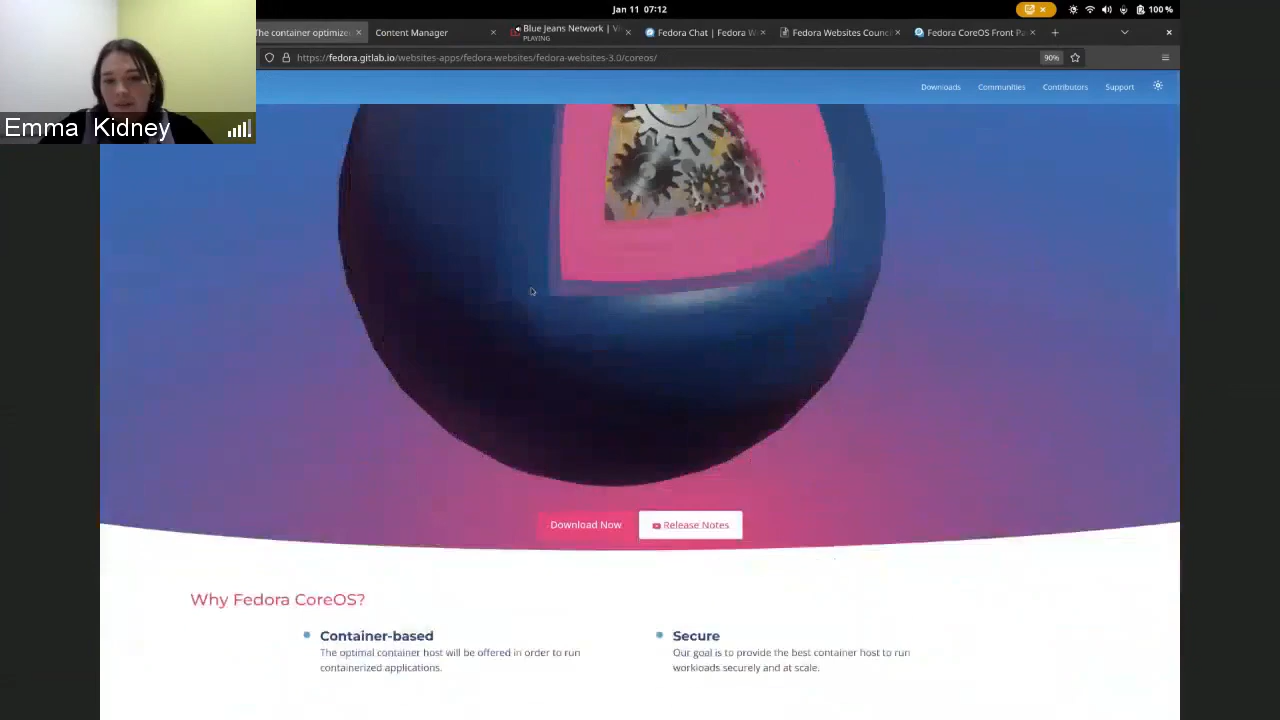 Jan 11 07:12
100 %
The container optimize
Content Manager
Blue Jeans Network | Vi
PLAYING
Fedora Chat | Fedora W
Fedora Websites Counc
Fedora CoreOS Front Pa
https://fedora.gitlab.io/websites-apps/fedora-websites/fedora-websites-3.0/coreos/
90%
Downloads
Communities
Contributors
Support
Emma Kidney
Download Now
Release Notes
Why Fedora CoreOS?
Container-based
The optimal container host will be offered in order to run
containerized applications.
Secure
Our goal is to provide the best container host to run
workloads securely and at scale.